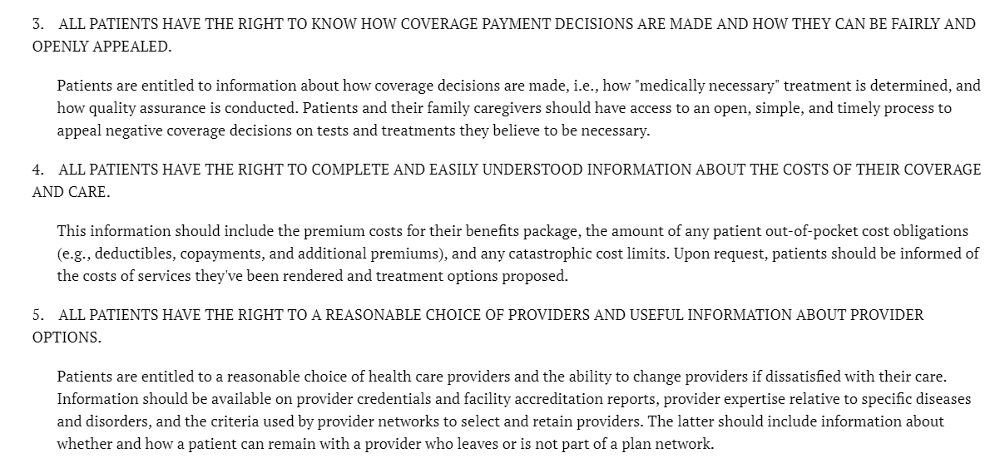 3. ALL PATIENTS HAVE THE RIGHT TO KNOW HOW COVERAGE PAYMENT DECISIONS ARE MADE AND HOW THEY CAN BE FAIRLY AND
OPENLY APPEALED.
Patients are entitled to information about how coverage decisions are made, i.e., how "medically necessary" treatment is determined, and
how quality assurance is conducted. Patients and their family caregivers should have access to an open, simple, and timely process to
appeal negative coverage decisions on tests and treatments they believe to be necessary.
4. ALL PATIENTS HAVE THE RIGHT TO COMPLETE AND EASILY UNDERSTOOD INFORMATION ABOUT THE COSTS OF THEIR COVERAGE
AND CARE.
This information should include the premium costs for their benefits package, the amount of any patient out-of-pocket cost obligations
(e.g., deductibles, copayments, and additional premiums), and any catastrophic cost limits. Upon request, patients should be informed of
the costs of services they've been rendered and treatment options proposed.
5. ALL PATIENTS HAVE THE RIGHT TO A REASONABLE CHOICE OF PROVIDERS AND USEFUL INFORMATION ABOUT PROVIDER
OPTIONS.
Patients are entitled to a reasonable choice of health care providers and the ability to change providers if dissatisfied with their care.
Information should be available on provider credentials and facility accreditation reports, provider expertise relative to specific diseases
and disorders, and the criteria used by provider networks to select and retain providers. The latter should include information about
whether and how a patient can remain with a provider who leaves or is not part of a plan network.